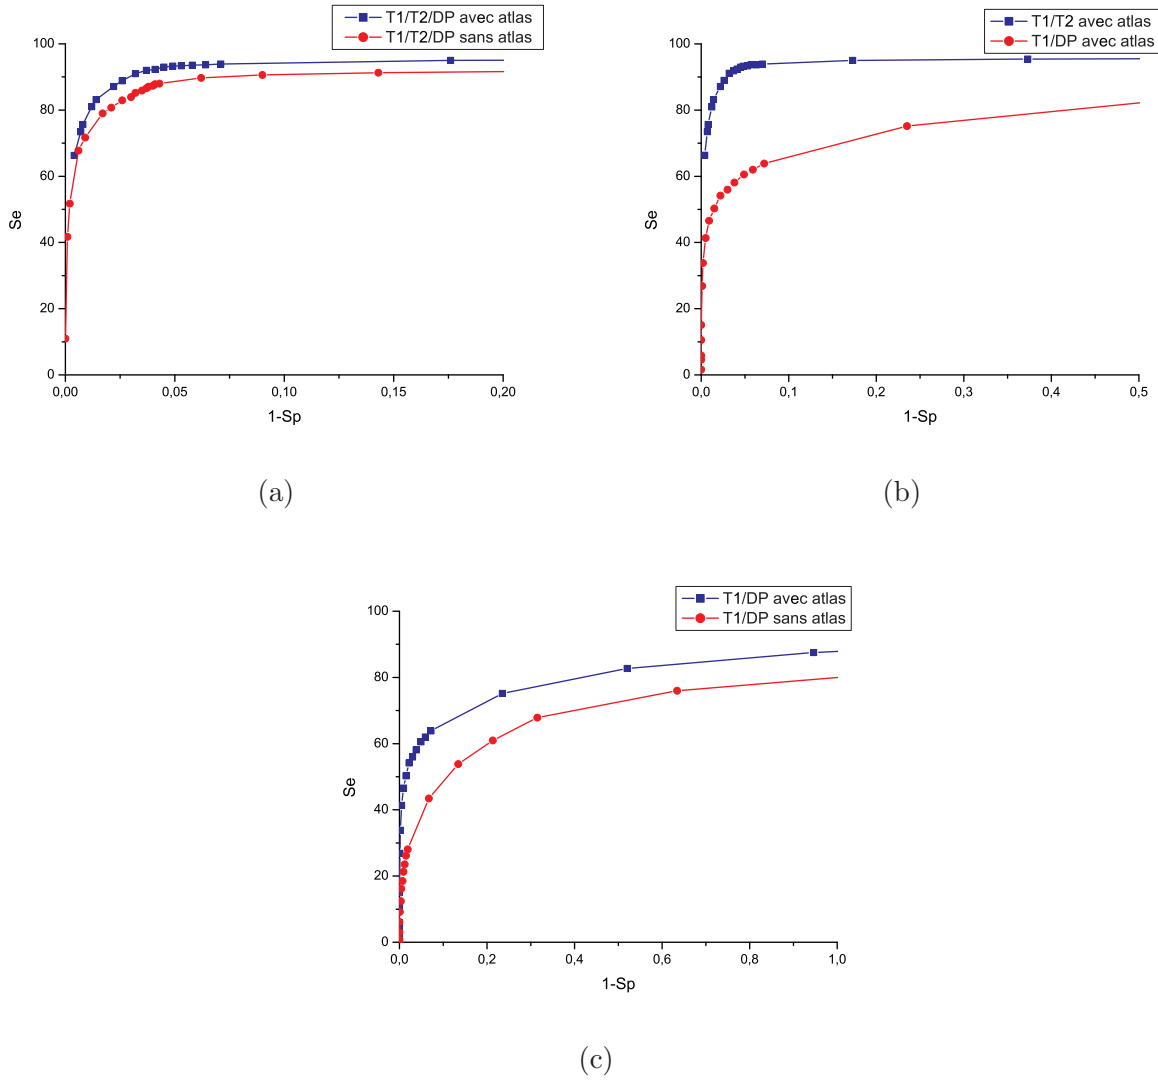 T1/T2/DP avec atlas
T1/T2/DP sans atlas
100
80
60
40
20
0
Se
0,00
0,05
0,10
0,15
0,20
1-Sp
(a)
T1/T2 avec atlas
T1/DP avec atlas
100
80
60
40
20
0
Se
0,0
0,1
0,2
0,3
0,4
0,5
1-Sp
(b)
T1/DP avec atlas
T1/DP sans atlas
100
80
60
40
20
0
Se
0,0
0,2
0,4
0,6
0,8
1,0
1-Sp
(c)